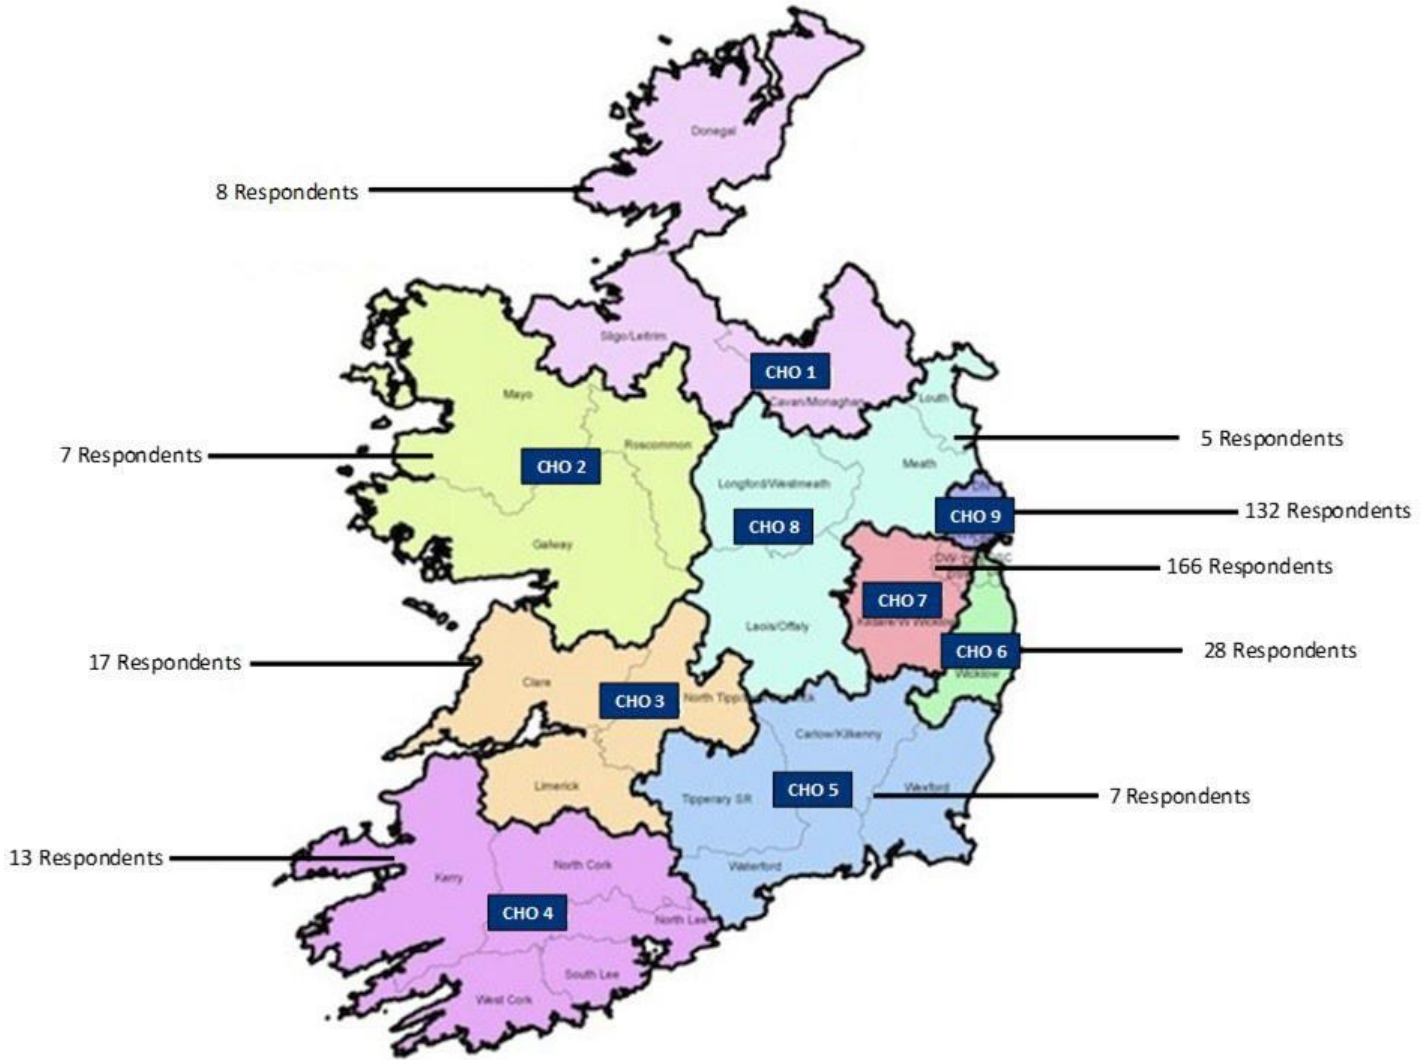 Donegal
8 Respondents
Sligo/Leitrim
CHO 1
Cavan/Monaghan
Louth
Mayo
Roscommon
5 Respondents
7 Respondents
CHO 2
Meath
Longford/Westmeath
CHO 8
CHO 9
132 Respondents
Galway
166 Respondents
CHO 7
Kildare/W Wicklow
Laois/Offaly
CHO 6
28 Respondents
17 Respondents
Wicklow
Clare
CHO 3
North Tipp
Carlow/Kilkenny
Limerick
CHO 5
Tipperary SR
Wexford
7 Respondents
13 Respondents
Waterford
North Cork
Kerry
CHO 4
North Lee
South Lee
West Cork